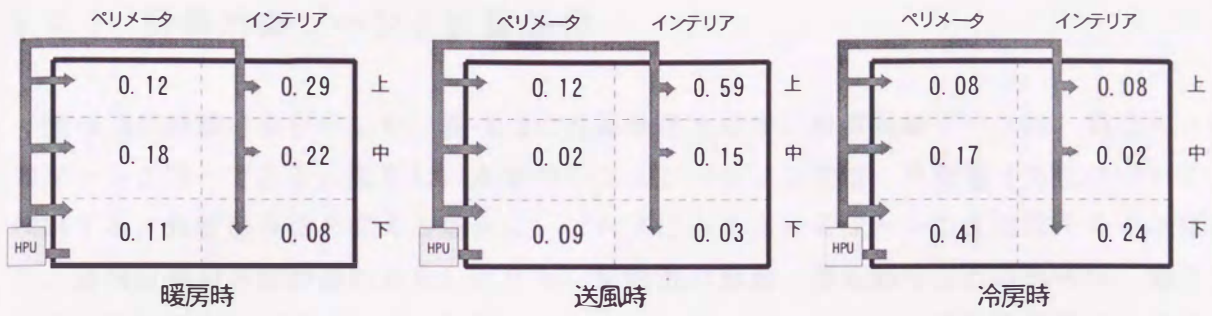 ペリメータ インテリア ペリメータ インテリア ペリメータ インテリア
0.12 0.29 上 0.12 0.59 上 0.08 0.08 上
0.18 0.22 中 0.02 0.15 中 0.17 0.02 中
HPU 0.11 0.08 下 HPU 0.09 0.03 下 HPU 0.41 0.24 下
暖房時 送風時 冷房時